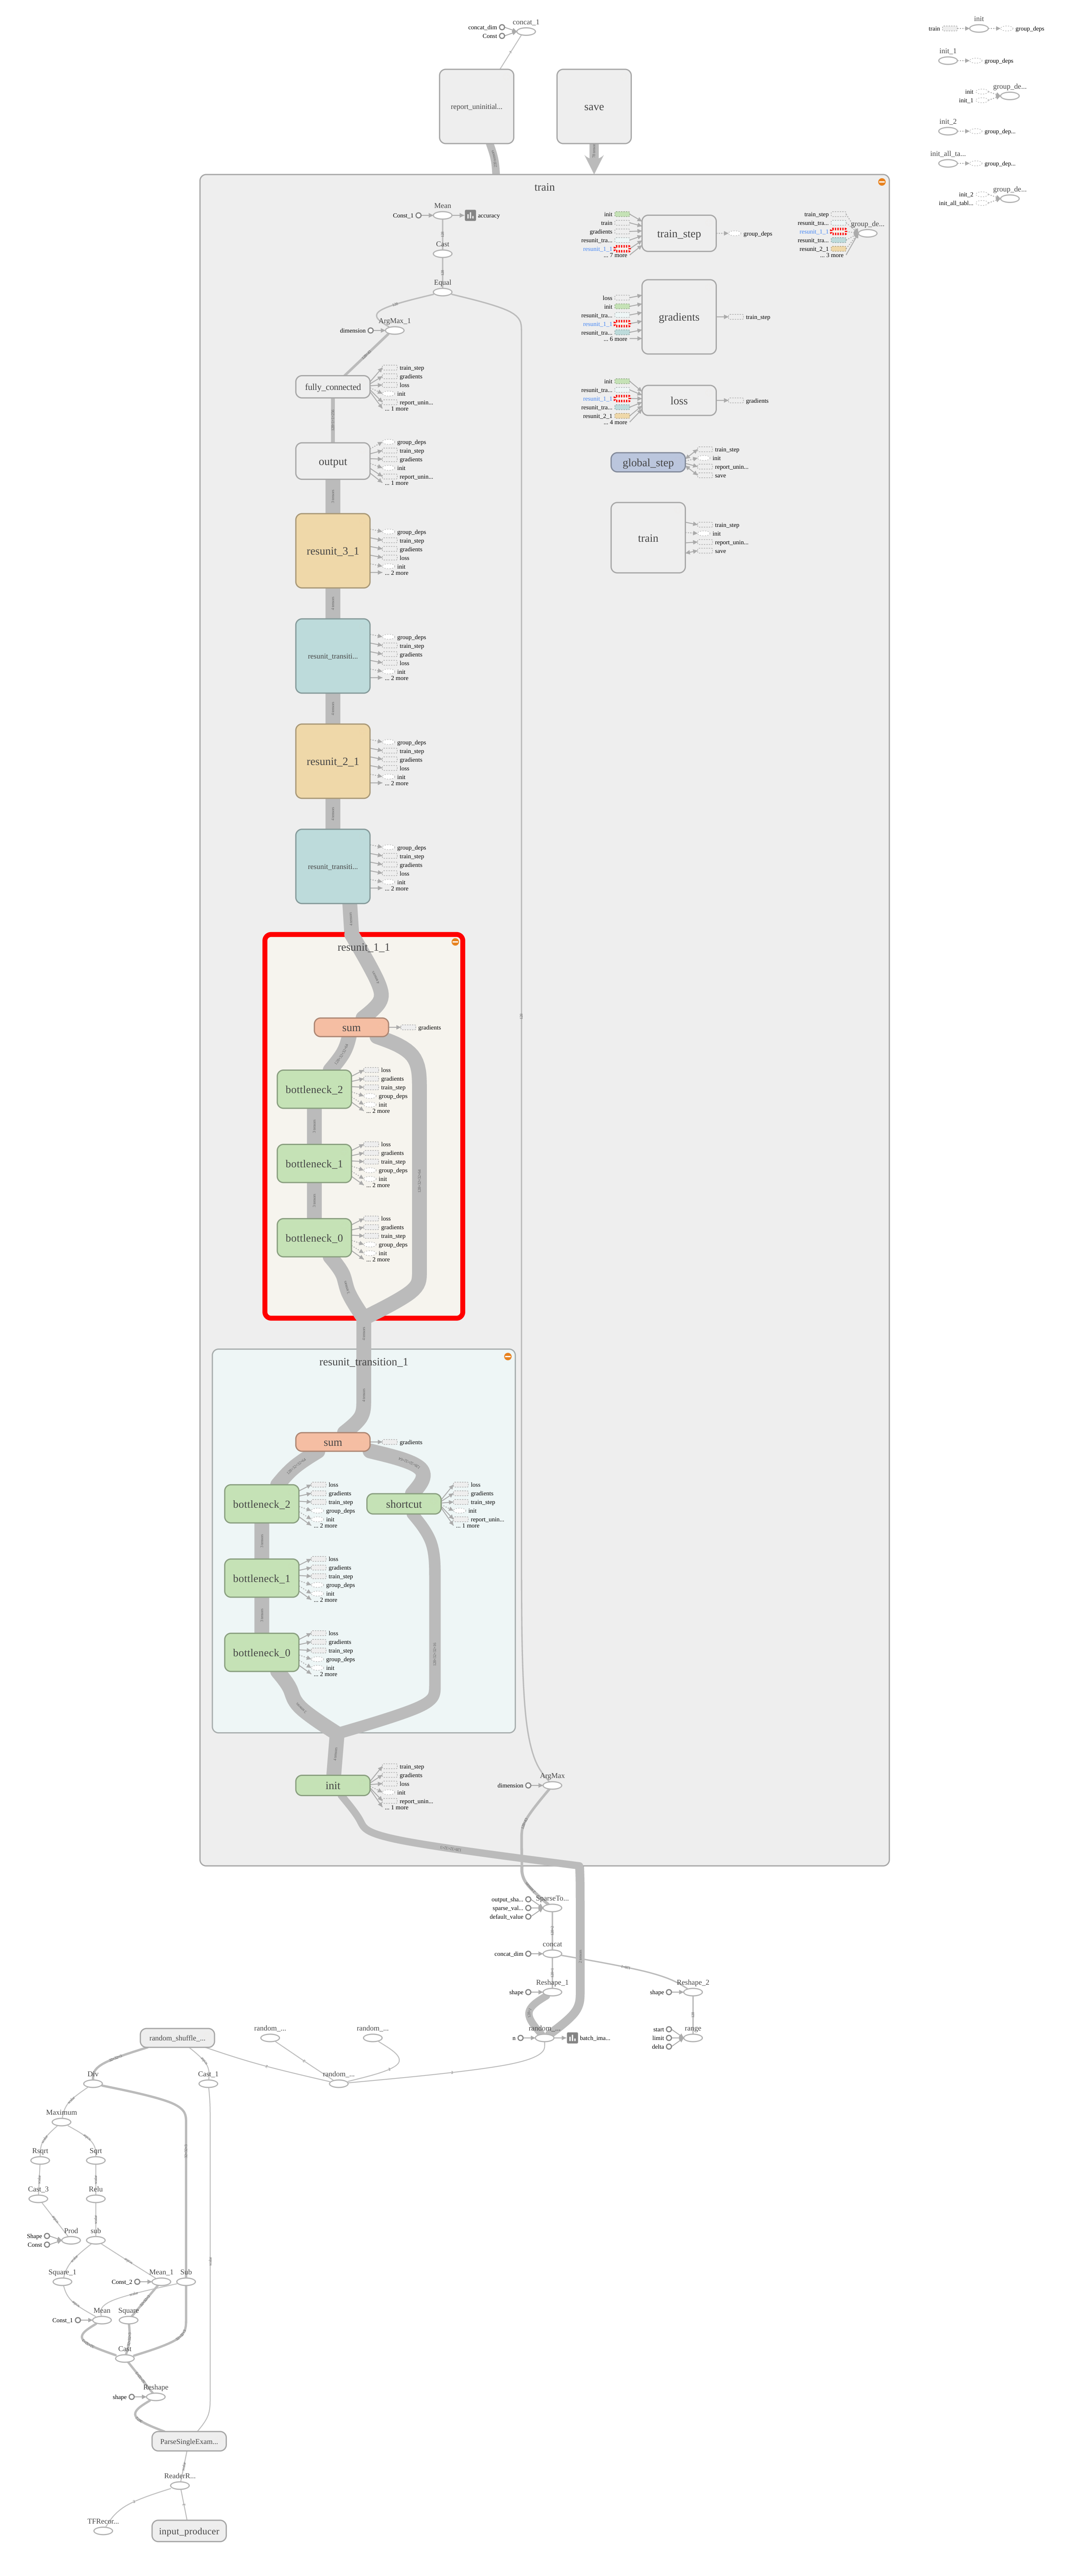 concat_1
concat_dim
Const
report_uninitial...
save
train
init
group_deps
init_1
group_deps
group_de...
init
init_1
init_2
group_dep...
init_all_ta...
group_dep...
group_de...
init_2
init_all_tabl...
train
Mean
Const_1
accuracy
Cast
Equal
ArgMax_1
dimension
fully_connected
train_step
gradients
loss
init
report_unin...
... 1 more
output
group_deps
train_step
gradients
init
report_unin...
... 1 more
resunit_3_1
group_deps
train_step
gradients
loss
init
... 2 more
resunit_transiti...
group_deps
train_step
gradients
loss
init
... 2 more
resunit_2_1
group_deps
train_step
gradients
loss
init
... 2 more
resunit_transiti...
group_deps
train_step
gradients
loss
init
... 2 more
init
train
gradients
resunit_tra...
resunit_1_1
... 7 more
train_step
group_deps
train_step
resunit_tra...
resunit_1_1
resunit_tra...
resunit_2_1
... 3 more
group_de...
loss
init
resunit_tra...
resunit_1_1
resunit_tra...
... 6 more
gradients
train_step
init
resunit_tra...
resunit_1_1
resunit_tra...
resunit_2_1
... 4 more
loss
gradients
global_step
train_step
init
report_unin...
save
train
train_step
init
report_unin...
save
resunit_1_1
sum
gradients
bottleneck_2
loss
gradients
train_step
group_deps
init
... 2 more
bottleneck_1
loss
gradients
train_step
group_deps
init
... 2 more
bottleneck_0
loss
gradients
train_step
group_deps
init
... 2 more
resunit_transition_1
sum
gradients
bottleneck_2
loss
gradients
train_step
group_deps
init
... 2 more
shortcut
loss
gradients
train_step
init
report_unin...
... 1 more
bottleneck_1
loss
gradients
train_step
group_deps
init
... 2 more
bottleneck_0
loss
gradients
train_step
group_deps
init
... 2 more
init
train_step
gradients
loss
init
report_unin...
... 1 more
ArgMax
dimension
SparseTo...
output_sha...
sparse_val...
default_value
concat
concat_dim
Reshape_1
shape
Reshape_2
shape
random_...
n
batch_ima...
range
start
limit
delta
random_shuffle_...
random_...
random_...
random_...
Div
Cast_1
Maximum
Rsqrt
Sqrt
Cast_3
Relu
Prod
Shape
Const
sub
Square_1
Mean_1
Const_2
Sub
Mean
Const_1
Square
Cast
Reshape
shape
ParseSingleExam...
ReaderR...
TFRecor...
input_producer